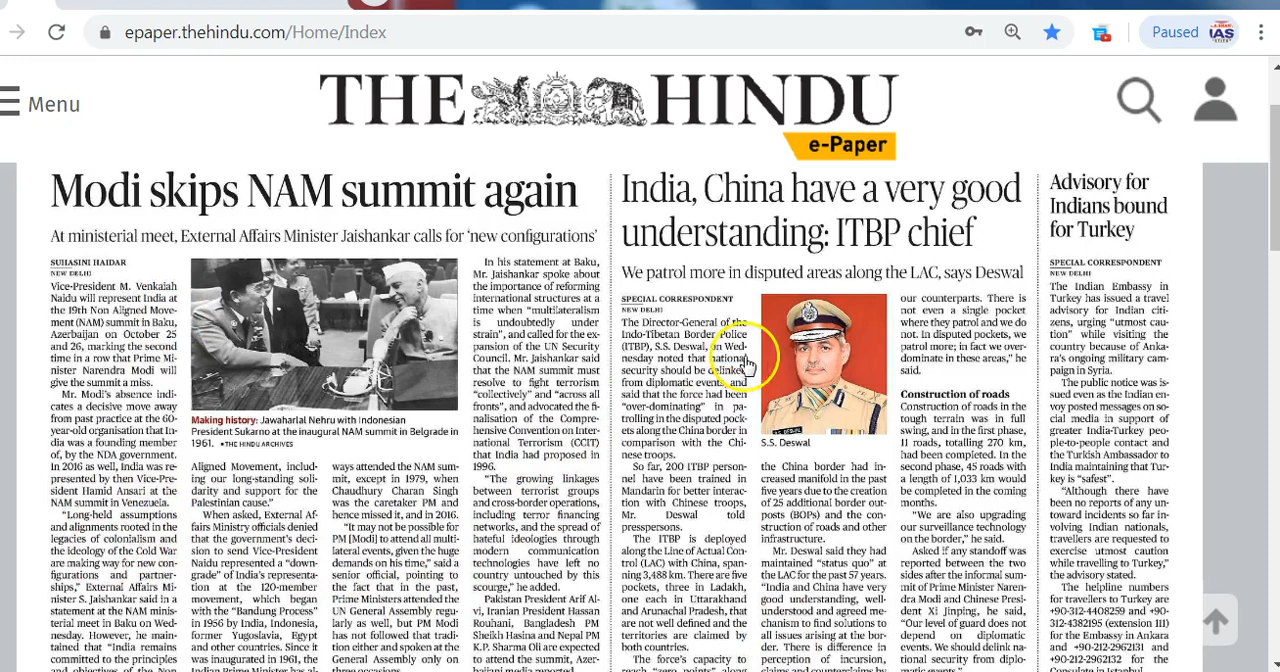 epaper.thehindu.com/Home/Index
Paused
IAS
Menu
THE HINDU
e-Paper
Modi skips NAM summit again
At ministerial meet, External Affairs Minister Jaishankar calls for ‘new configurations’
SUHASINI HAIDAR
NEW DELHI
Vice-President M. Venkaiah
Naidu will represent India at
the 19th Non Aligned Move-
ment (NAM) summit in Baku,
Azerbaijan on October 25
and 26, marking the second
time in a row that Prime Mi-
nister Narendra Modi will
give the summit a miss.
Mr. Modi’s absence indi-
cates a decisive move away
from past practice at the 60-
year-old organisation that In-
dia was a founding member
of, by the NDA government.
In 2016 as well, India was re-
presented by then Vice-Pre-
sident Hamid Ansari at the
NAM summit in Venezuela.
“Long-held assumptions
and alignments rooted in the
legacies of colonialism and
the ideology of the Cold War
are making way for new con-
figurations and partner-
ships,” External Affairs Mi-
nister S. Jaishankar said in a
statement at the NAM minis-
terial meet in Baku on Wed-
nesday. However, he main-
tained that “India remains
committed to the principles
and objectives of the Non
Making history: Jawaharlal Nehru with Indonesian
President Sukarno at the inaugural NAM summit in Belgrade in
1961. ▪THE HINDU ARCHIVES
Aligned Movement, includ-
ing our long-standing soli-
darity and support for the
Palestinian cause.”
When asked, External Af-
fairs Ministry officials denied
that the government’s deci-
sion to send Vice-President
Naidu represented a “down-
grade” of India’s representa-
tion at the 120-member
movement, which began
with the “Bandung Process”
in 1956 by India, Indonesia,
former Yugoslavia, Egypt
and other countries. Since it
was inaugurated in 1961, the
Indian Prime Minister has al-
ways attended the NAM sum-
mit, except in 1979, when
Chaudhury Charan Singh
was the caretaker PM and
hence missed it, and in 2016.
“It may not be possible for
PM [Modi] to attend all multi-
lateral events, given the huge
demands on his time,” said a
senior official, pointing to
the fact that in the past,
Prime Ministers attended the
UN General Assembly regu-
larly as well, but PM Modi
has not followed that tradi-
tion either and spoken at the
General Assembly only on
In his statement at Baku,
Mr. Jaishankar spoke about
the importance of reforming
international structures at a
time when “multilateralism
is undoubtedly under
strain”, and called for the ex-
pansion of the UN Security
Council. Mr. Jaishankar said
that the NAM summit must
resolve to fight terrorism
“collectively” and “across all
fronts”, and advocated the fi-
nalisation of the Compre-
hensive Convention on Inter-
national Terrorism (CCIT)
that India had proposed in
1996.
“The growing linkages
between terrorist groups
and cross-border operations,
including terror financing
networks, and the spread of
hateful ideologies through
modern communication
technologies have left no
country untouched by this
scourge,” he added.
Pakistan President Arif Al-
vi, Iranian President Hassan
Rouhani, Bangladesh PM
Sheikh Hasina and Nepal PM
K.P. Sharma Oli are expected
to attend the summit, Azer-
baijani media reported.
India, China have a very good
understanding: ITBP chief
We patrol more in disputed areas along the LAC, says Deswal
SPECIAL CORRESPONDENT
NEW DELHI
The Director-General of the
Indo-Tibetan Border Police
(ITBP), S.S. Deswal, on Wed-
nesday noted that national
security should be delinked
from diplomatic events, and
said that the force had been
“over-dominating” in pa-
trolling in the disputed pock-
ets along the China border in
comparison with the Chi-
nese troops.
So far, 200 ITBP person-
nel have been trained in
Mandarin for better interac-
tion with Chinese troops,
Mr. Deswal told
presspersons.
The ITBP is deployed
along the Line of Actual Con-
trol (LAC) with China, span-
ning 3,488 km. There are five
pockets, three in Ladakh,
one each in Uttarakhand
and Arunachal Pradesh, that
are not well defined and the
territories are claimed by
both countries.
The force’s capacity to
reach “zero points” along
S.S. Deswal
the China border had in-
creased manifold in the past
five years due to the creation
of 25 additional border out-
posts (BOPs) and the con-
struction of roads and other
infrastructure.
Mr. Deswal said they had
maintained “status quo” at
the LAC for the past 57 years.
“India and China have very
good understanding, well-
understood and agreed me-
chanism to find solutions to
all issues arising at the bor-
der. There is difference in
perception of incursion,
claims and counterclaims by
our counterparts. There is
not even a single pocket
where they patrol and we do
not. In disputed pockets, we
patrol more; in fact we over-
dominate in these areas,” he
said.
Construction of roads
Construction of roads in the
tough terrain was in full
swing, and in the first phase,
11 roads, totalling 270 km,
had been completed. In the
second phase, 45 roads with
a length of 1,033 km would
be completed in the coming
months.
“We are also upgrading
our surveillance technology
on the border,” he said.
Asked if any standoff was
reported between the two
sides after the informal sum-
mit of Prime Minister Naren-
dra Modi and Chinese Presi-
dent Xi Jinping, he said,
“Our level of guard does not
depend on diplomatic
events. We should delink na-
tional security from diplo-
matic events.”
Advisory for
Indians bound
for Turkey
SPECIAL CORRESPONDENT
NEW DELHI
The Indian Embassy in
Turkey has issued a travel
advisory for Indian
citizens, urging “utmost cau-
tion” while visiting the
country because of Anka-
ra’s ongoing military cam-
paign in Syria.
The public notice was is-
sued even as the Indian en-
voy posted messages on so-
cial media in support of
greater India-Turkey peo-
ple-to-people contact and
the Turkish Ambassador to
India maintaining that Tur-
key is “safest”.
“Although there have
been no reports of any un-
toward incidents so far in-
volving Indian nationals,
travellers are requested to
exercise utmost caution
while travelling to Turkey,”
the advisory stated.
The helpline numbers
for travellers to Turkey are
+90-312-4408259 and +90-
312-4382195 (extension 111)
for the Embassy in Ankara
and +90-212-2962131 and
+90-212-2962132 for the
Consulate in Istanbul.